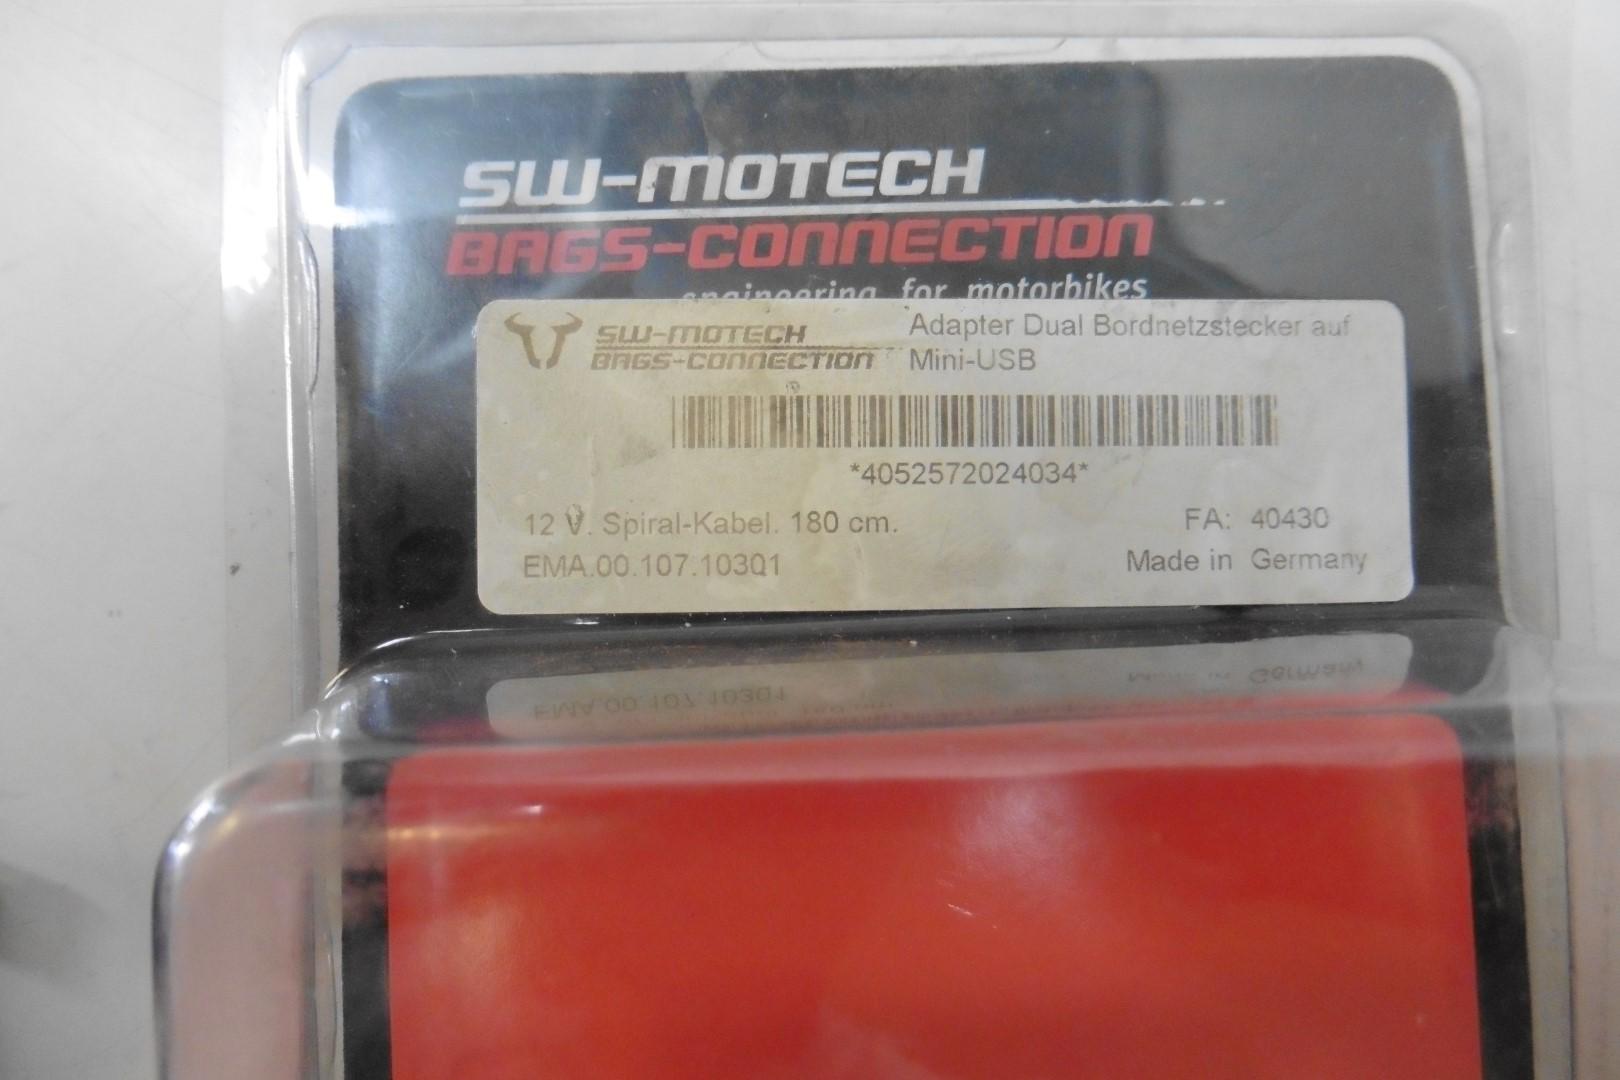 SW-MOTECH
BAGS-CONNECTION
engineering for motorbikes
SW-MOTECH
BAGS-CONNECTION
Adapter Dual Bordnetzstecker auf
Mini-USB
*4052572024034*
12 V. Spiral-Kabel. 180 cm.
FA: 40430
EMA.00.107.10301
Made in Germany